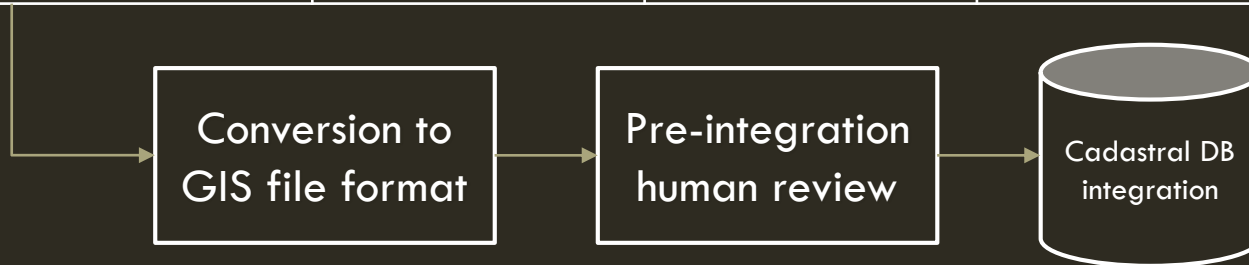 Conversion to
GIS file format
Pre-integration
human review
Cadastral DB
integration